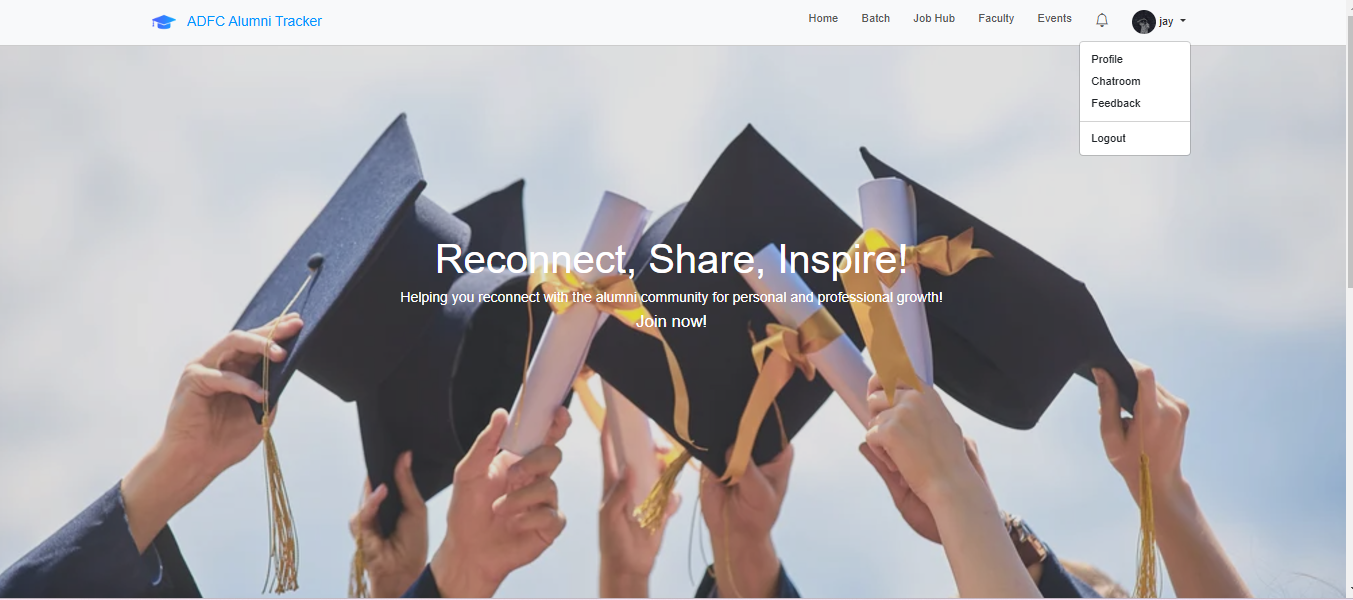 ADFC Alumni Tracker
Home Batch Job Hub Faculty Events jay
Profile
Chatroom
Feedback
Logout
Reconnect, Share, Inspire!
Helping you reconnect with the alumni community for personal and professional growth!
Join now!